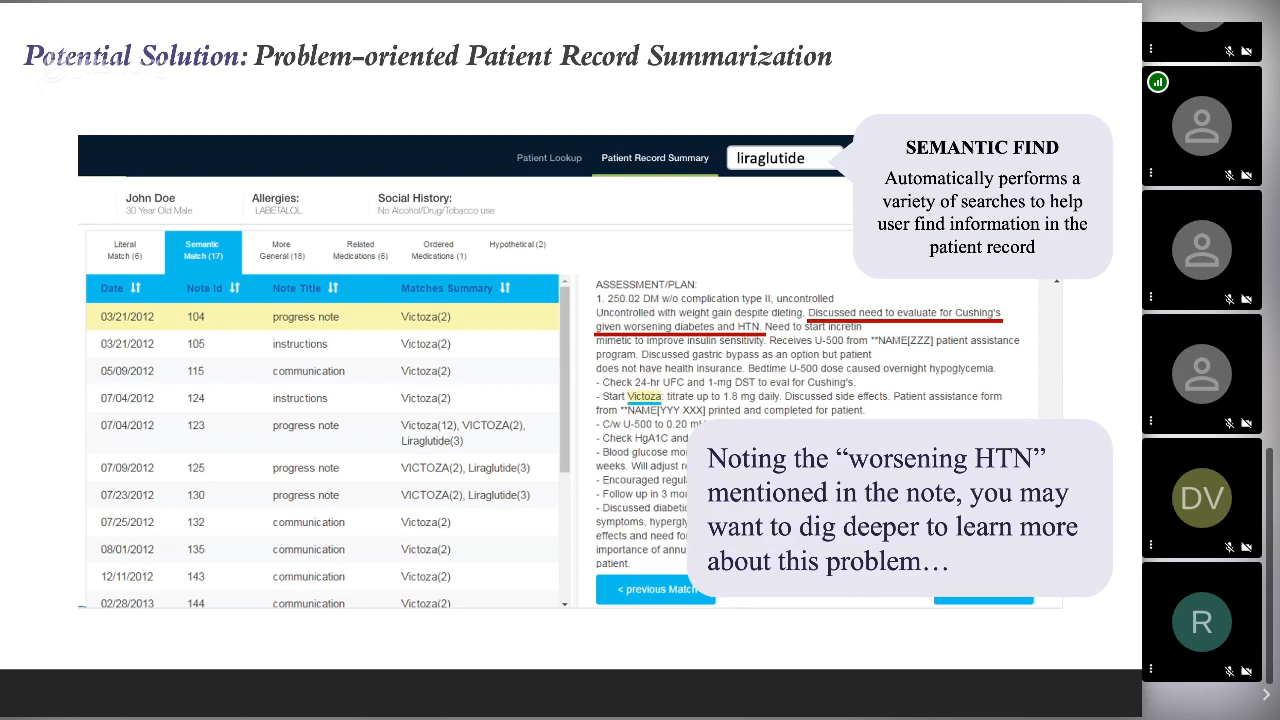 Potential Solution: Problem-oriented Patient Record Summarization
Patient Lookup
Patient Record Summary
liraglutide
SEMANTIC FIND
Automatically performs a
variety of searches to help
user find information in the
patient record
John Doe
30 Year Old Male
Allergies:
LABETALOL
Social History:
No Alcohol/Drug/Tobacco use
Literal
Match (6)
Semantic
Match (17)
More
General (18)
Related
Medications (6)
Ordered
Medications (1)
Hypothetical (2)
Date Note Id Note Title Matches Summary
03/21/2012 104 progress note Victoza(2)
03/21/2012 105 instructions Victoza(2)
05/09/2012 115 communication Victoza(2)
07/04/2012 124 instructions Victoza(2)
07/04/2012 123 progress note Victoza(12), VICTOZA(2),
Liraglutide(3)
07/09/2012 125 progress note VICTOZA(2), Liraglutide(3)
07/23/2012 130 progress note VICTOZA(2), Liraglutide(3)
07/25/2012 132 communication Victoza(2)
08/01/2012 135 communication Victoza(2)
12/11/2012 143 communication Victoza(2)
02/28/2013 144 communication Victoza(2)
ASSESSMENT/PLAN:
1. 250.02 DM w/o complication type II, uncontrolled
Uncontrolled with weight gain despite dieting. Discussed need to evaluate for Cushing's
given worsening diabetes and HTN. Need to start incretin
mimetic to improve insulin sensitivity. Receives U-500 from **NAME[ZZZ] patient assistance
program. Discussed gastric bypass as an option but patient
does not have health insurance. Bedtime U-500 dose caused overnight hypoglycemia.
- Check 24-hr UFC and 1-mg DST to eval for Cushing's.
- Start Victoza: titrate up to 1.8 mg daily. Discussed side effects. Patient assistance form
from **NAME[YYY XXX] printed and completed for patient.
- C/w U-500 to 0.20
- Check HgA1C and
- Blood glucose
weeks. Will adjust
- Encouraged
- Follow up in 3
- Discussed
symptoms,
effects and need
importance of
patient.
< previous Match
Noting the “worsening HTN”
mentioned in the note, you may
want to dig deeper to learn more
about this problem…
DV
R